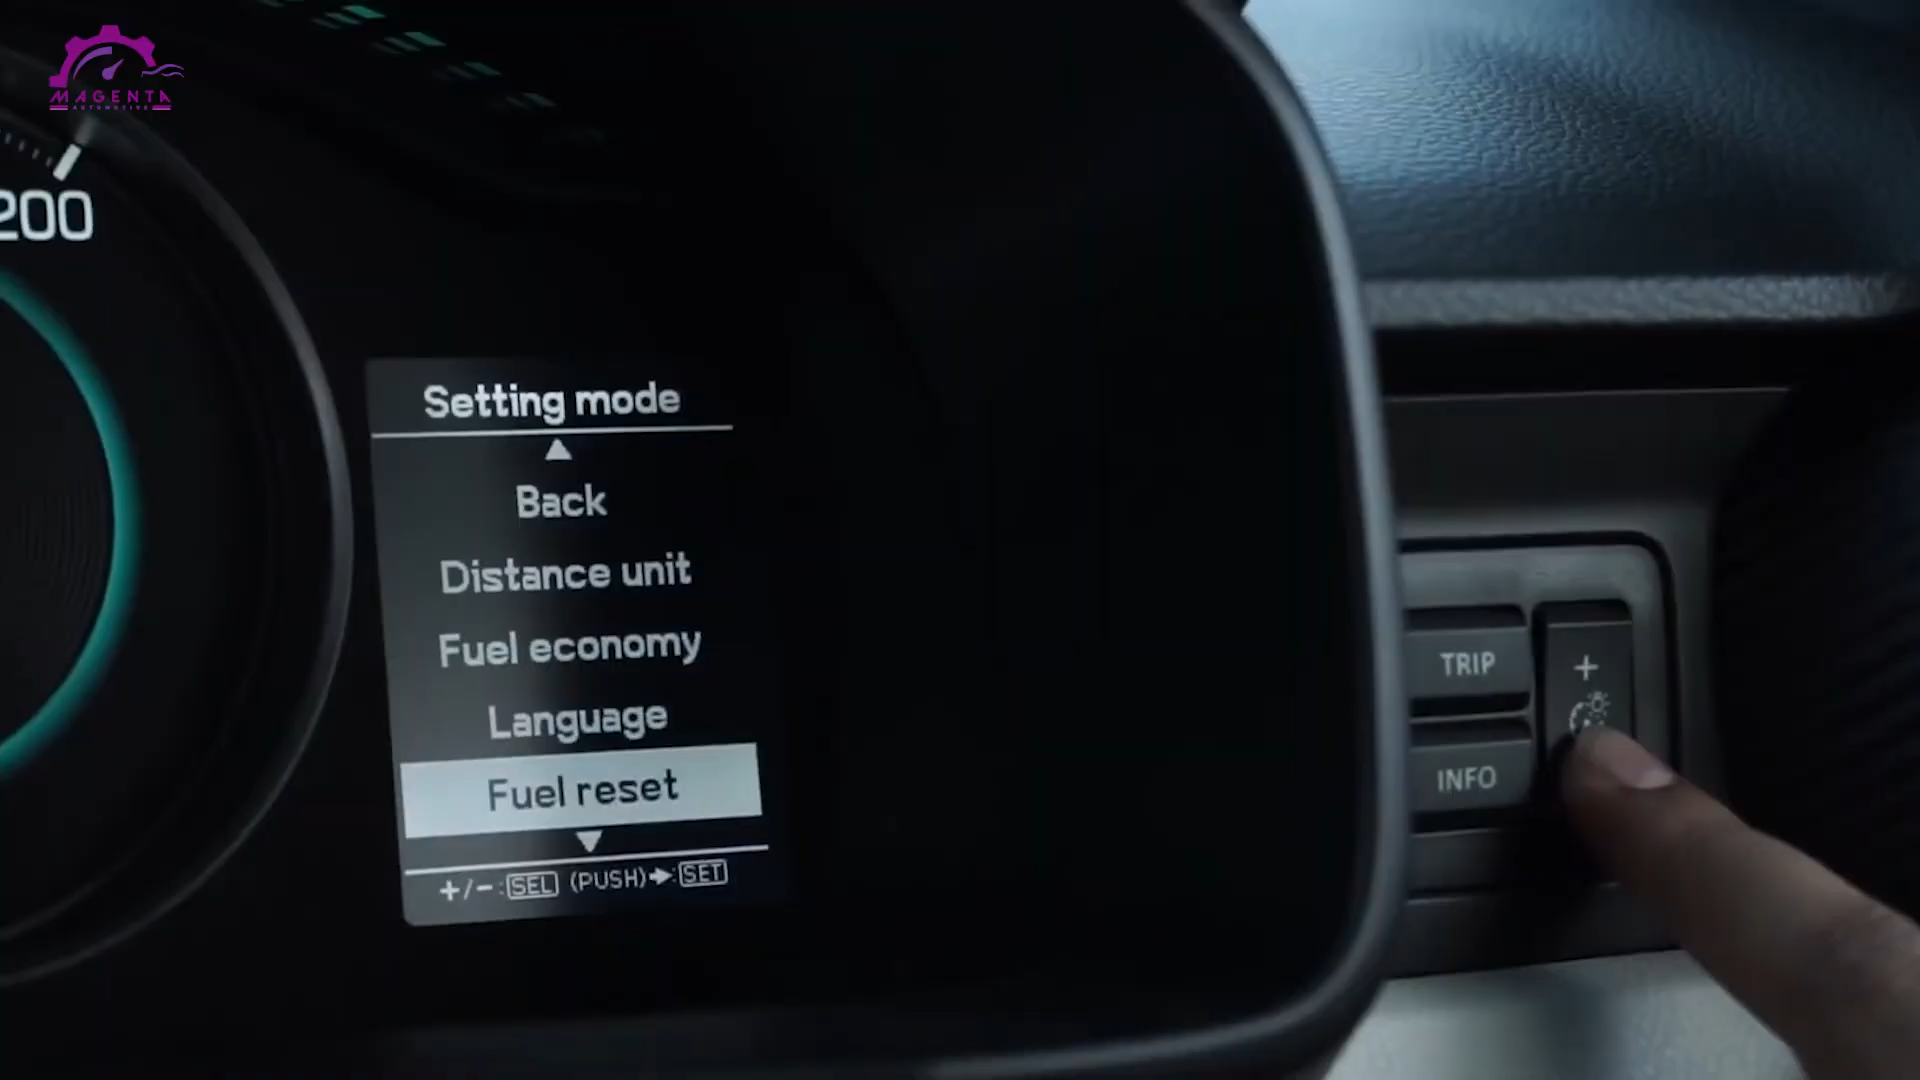 MAGENTA
AUTOMOTIVE
200
Setting mode
Back
Distance unit
Fuel economy
Language
Fuel reset
+/-:SEL (PUSH)➡:SET
TRIP
+
INFO